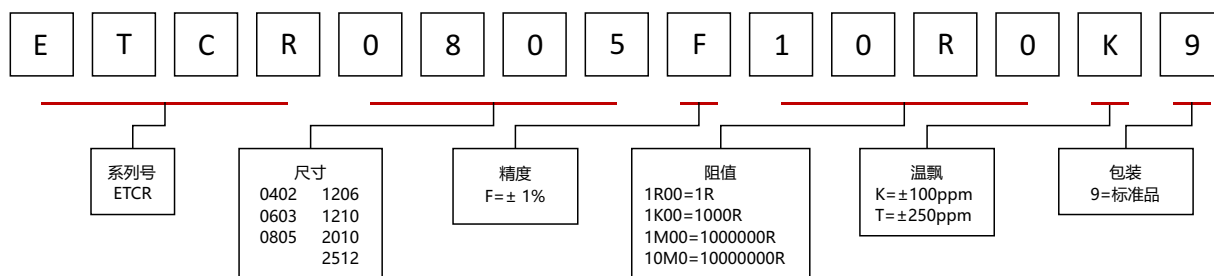 E T C R 0 8 0 5 F 1 0 R 0 K 9
系列号
ETCR
尺寸
0402 1206
0603 1210
0805 2010
2512
精度
F=± 1%
阻值
1R00=1R
1K00=1000R
1M00=1000000R
10M0=10000000R
温飘
K=±100ppm
T=±250ppm
包装
9=标准品